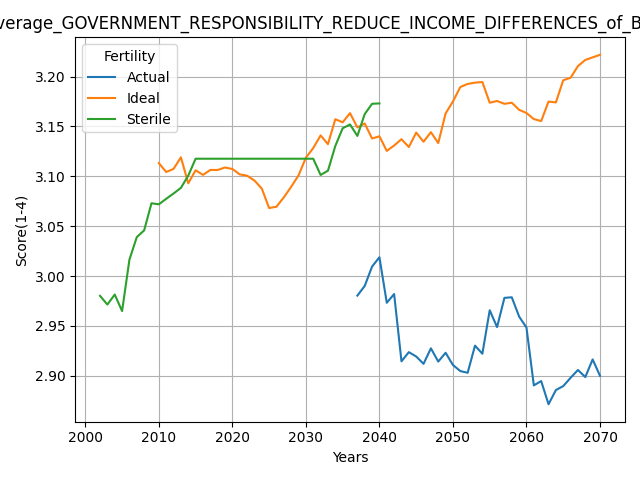 verage_GOVERNMENT_RESPONSIBILITY_REDUCE_INCOME_DIFFERENCES_of_B
Fertility
Actual
Ideal
Sterile
Score(1-4)
3.20
3.15
3.10
3.05
3.00
2.95
2.90
2000 2010 2020 2030 2040 2050 2060 2070
Years